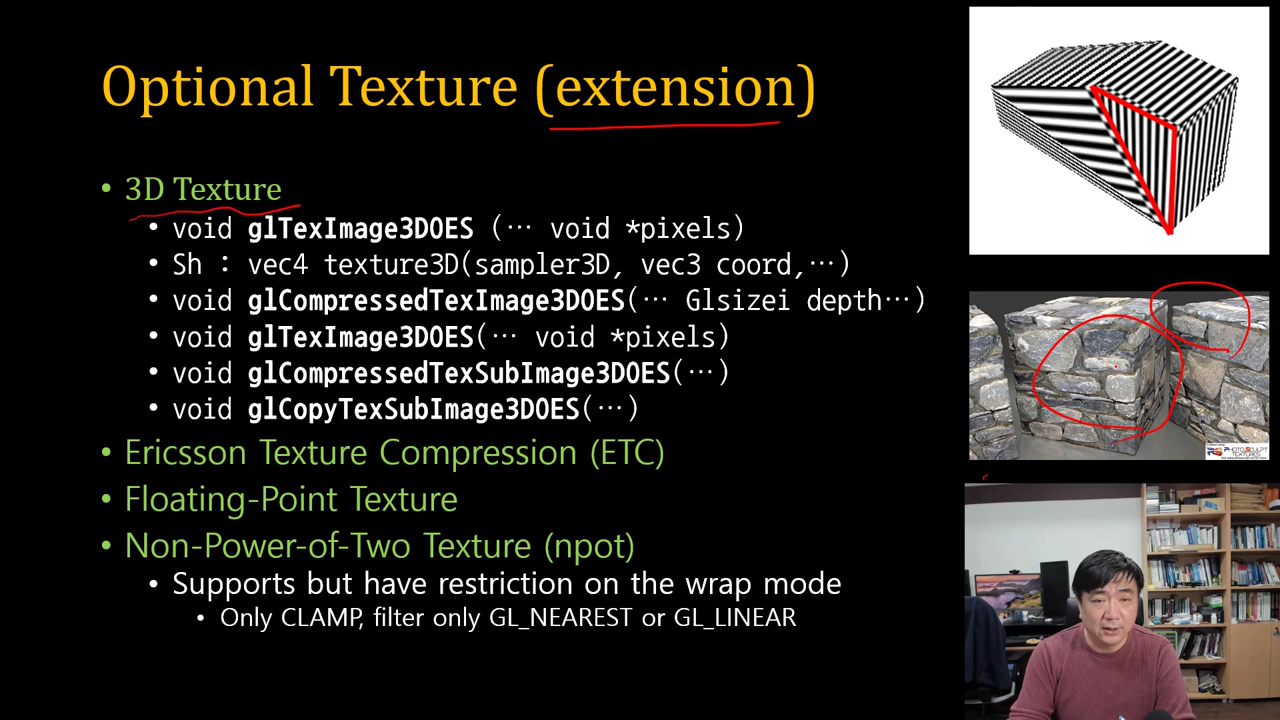 Optional Texture (extension)
• 3D Texture
• void glTexImage3DOES (⋯ void *pixels)
• Sh : vec4 texture3D(sampler3D, vec3 coord,⋯)
• void glCompressedTexImage3DOES(⋯ Glsizei depth⋯)
• void glTexImage3DOES(⋯ void *pixels)
• void glCompressedTexSubImage3DOES(⋯)
• void glCopyTexSubImage3DOES(⋯)
• Ericsson Texture Compression (ETC)
• Floating-Point Texture
• Non-Power-of-Two Texture (npot)
• Supports but have restriction on the wrap mode
• Only CLAMP, filter only GL_NEAREST or GL_LINEAR
PHOTOSCULPT
TEXTURES